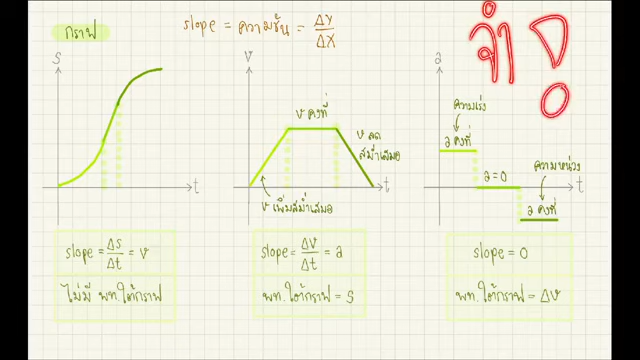 กราฟ
slope = ความชัน = ΔY/ΔX
จำ !
s
t
v
v คงที่
v ลด
สม่ำเสมอ
v เพิ่มสม่ำเสมอ
t
a
ความเร่ง
a คงที่
a = 0
ความหน่วง
a คงที่
t
slope = Δs/Δt = v
ไม่มี พท.ใต้กราฟ
slope = Δv/Δt = a
พท.ใต้กราฟ = s
slope = 0
พท.ใต้กราฟ = Δv